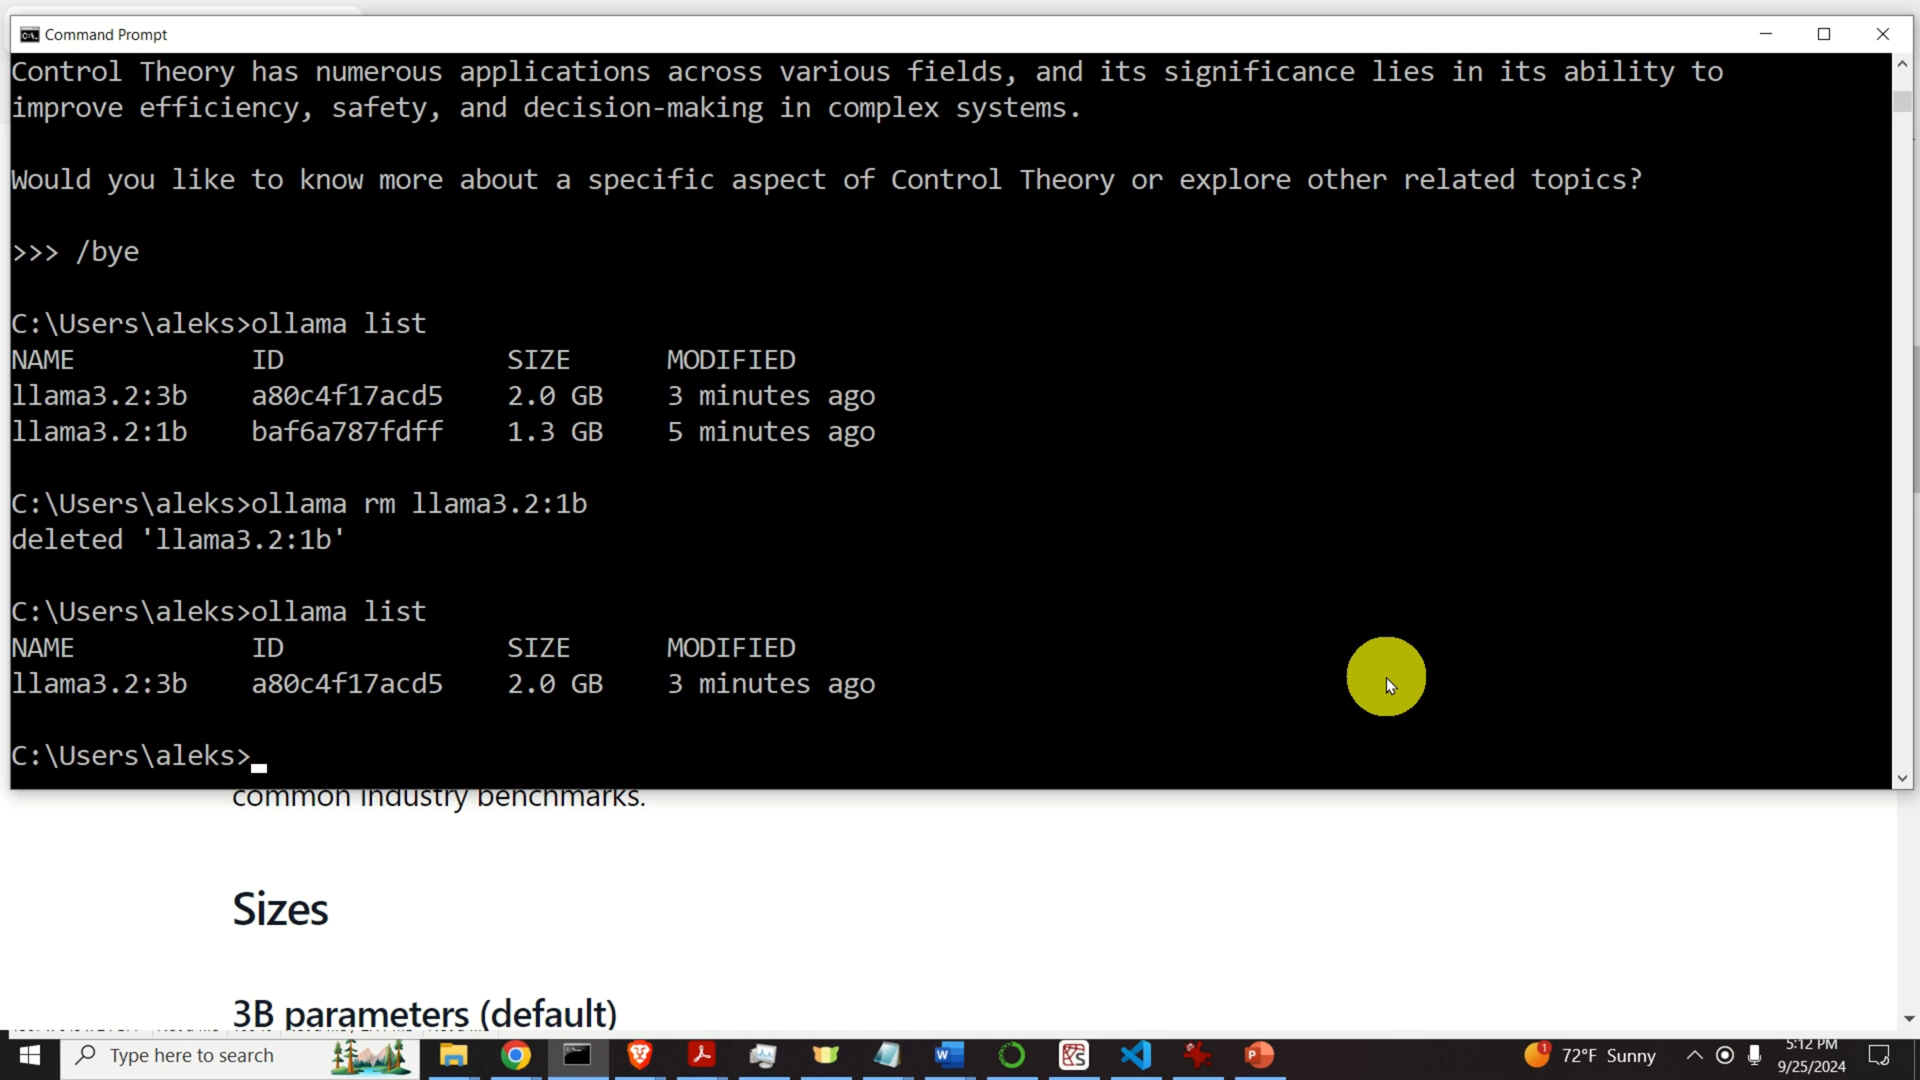 Command Prompt
Control Theory has numerous applications across various fields, and its significance lies in its ability to
improve efficiency, safety, and decision-making in complex systems.
Would you like to know more about a specific aspect of Control Theory or explore other related topics?
>>> /bye
C:\Users\aleks>ollama list
NAME ID SIZE MODIFIED
llama3.2:3b a80c4f17acd5 2.0 GB 3 minutes ago
llama3.2:1b baf6a787fdff 1.3 GB 5 minutes ago
C:\Users\aleks>ollama rm llama3.2:1b
deleted 'llama3.2:1b'
C:\Users\aleks>ollama list
NAME ID SIZE MODIFIED
llama3.2:3b a80c4f17acd5 2.0 GB 3 minutes ago
C:\Users\aleks>
common industry benchmarks.
Sizes
3B parameters (default)
Type here to search
72°F Sunny
5:12 PM
9/25/2024